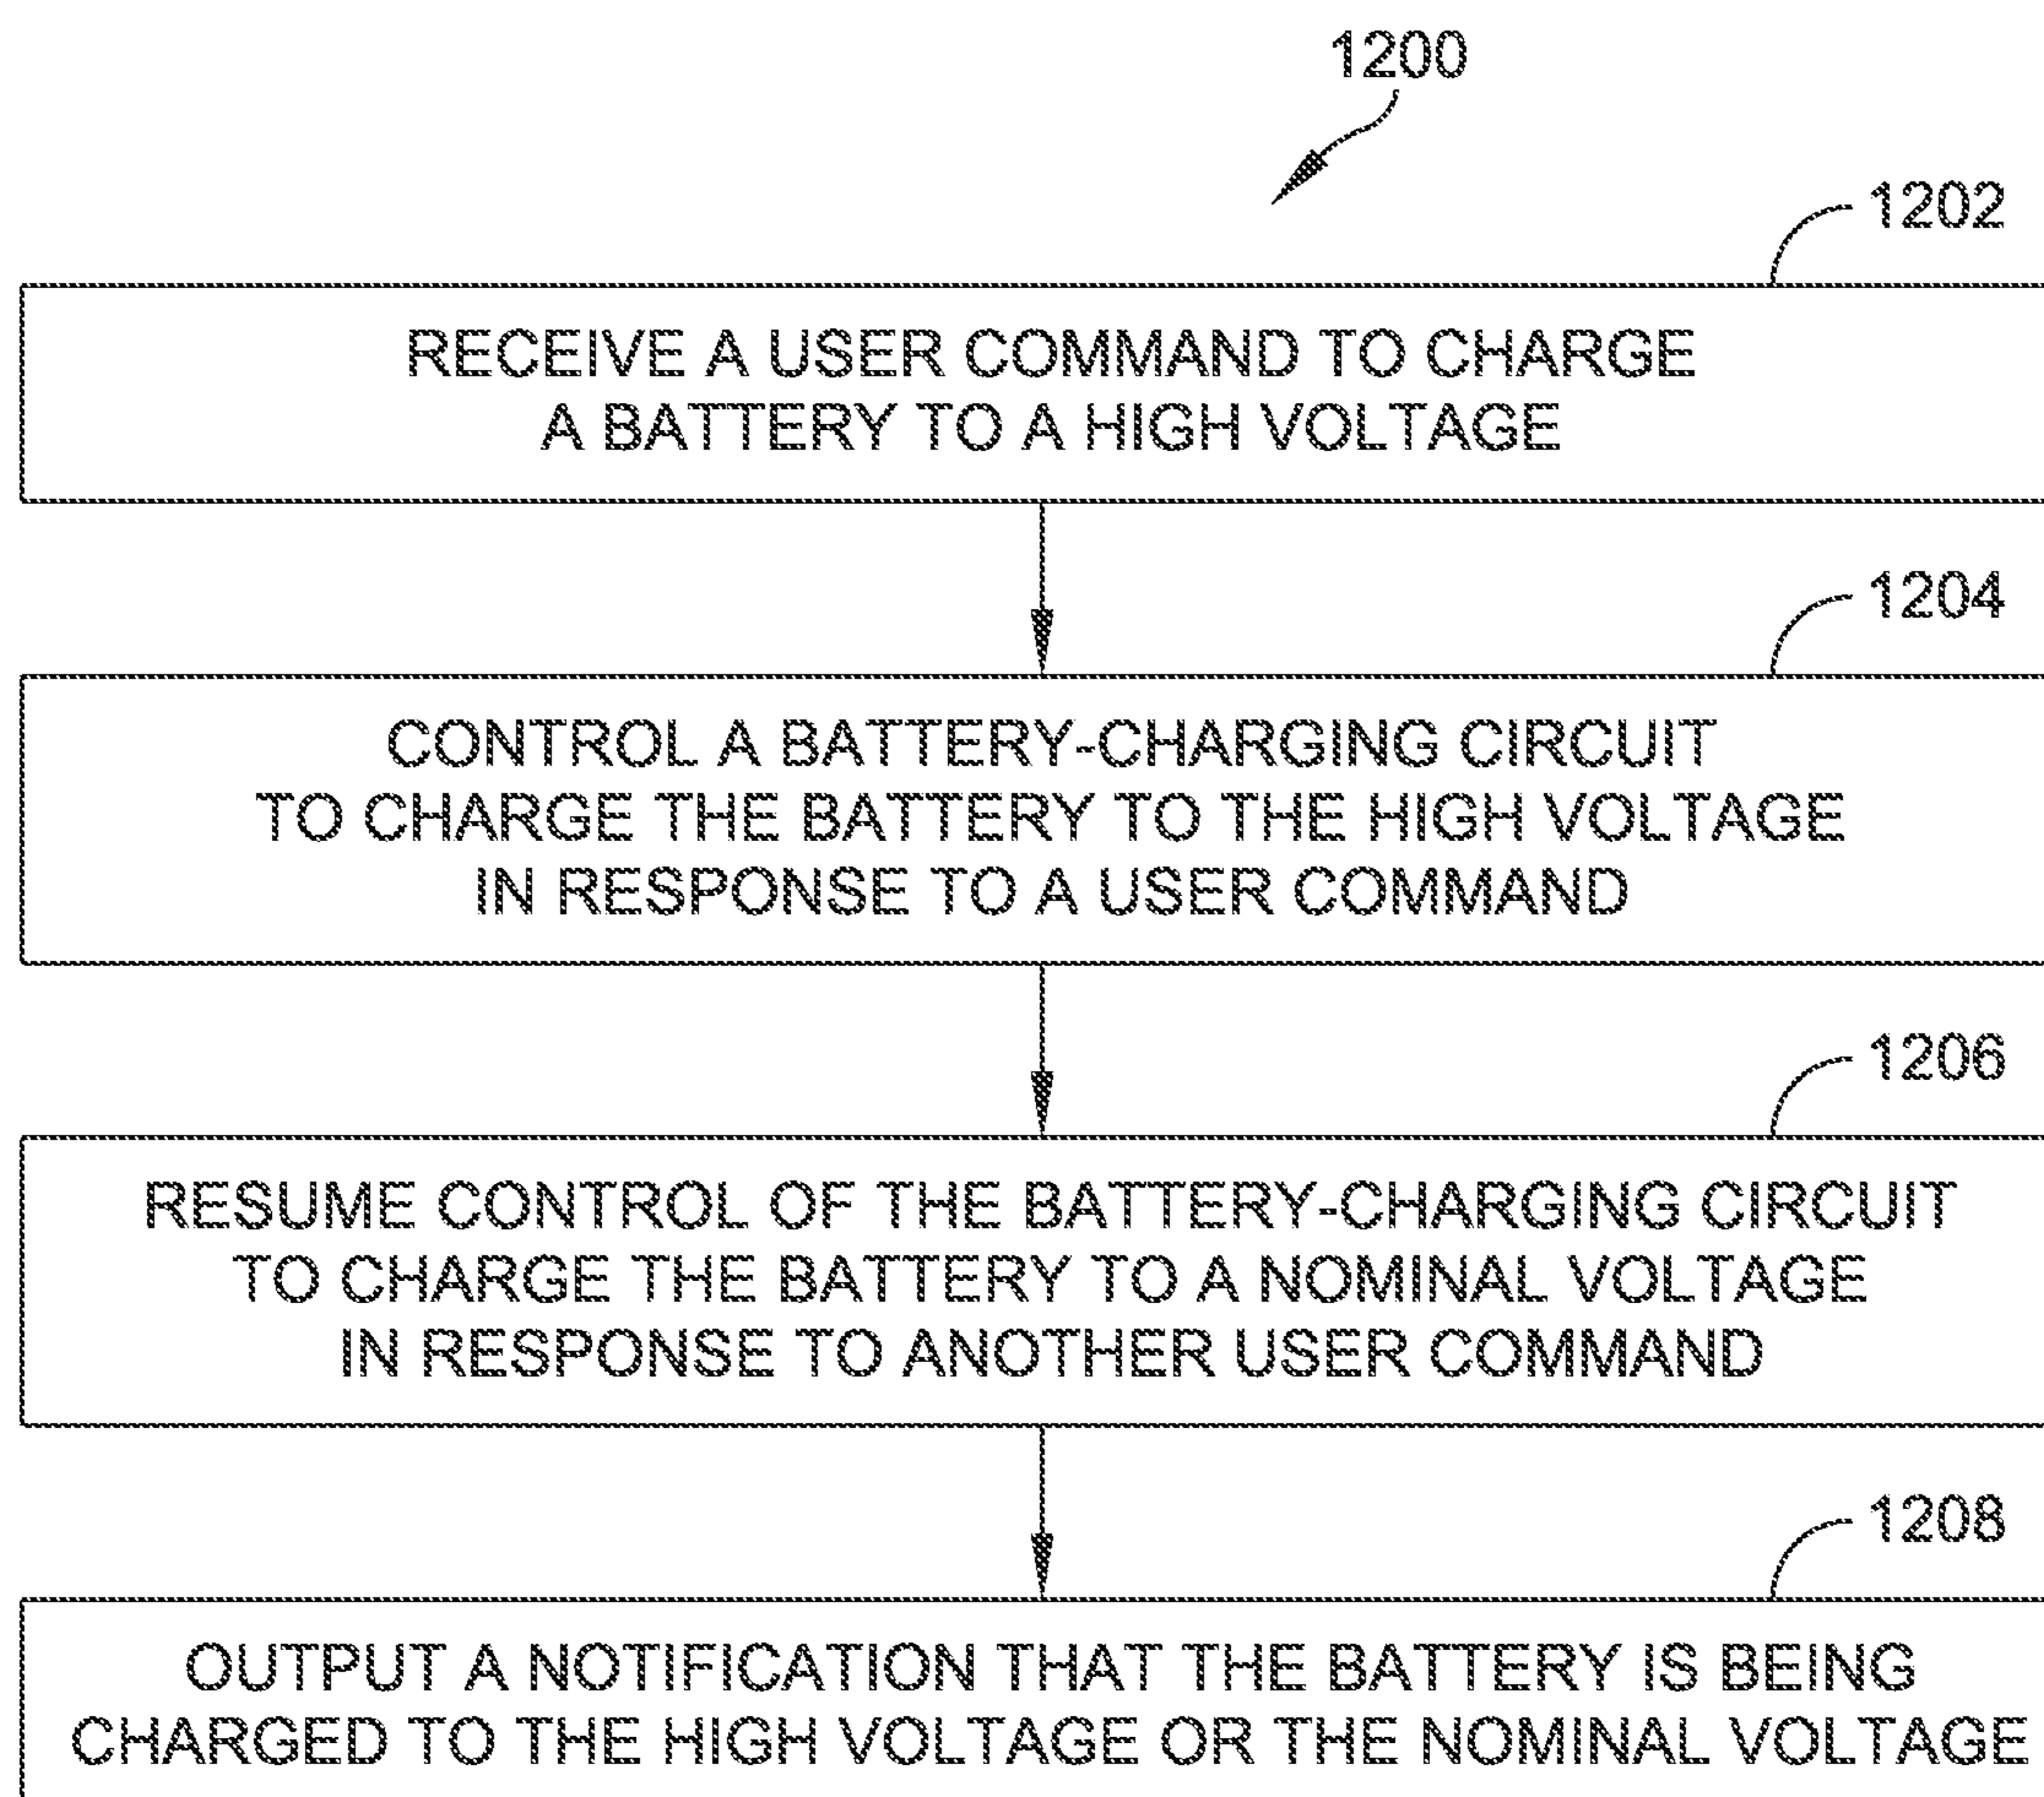 1200
1202
RECEIVE A USER COMMAND TO CHARGE
A BATTERY TO A HIGH VOLTAGE
1204
CONTROL A BATTERY-CHARGING CIRCUIT
TO CHARGE THE BATTERY TO THE HIGH VOLTAGE
IN RESPONSE TO A USER COMMAND
1206
RESUME CONTROL OF THE BATTERY-CHARGING CIRCUIT
TO CHARGE THE BATTERY TO A NOMINAL VOLTAGE
IN RESPONSE TO ANOTHER USER COMMAND
1208
OUTPUT A NOTIFICATION THAT THE BATTERY IS BEING
CHARGED TO THE HIGH VOLTAGE OR THE NOMINAL VOLTAGE